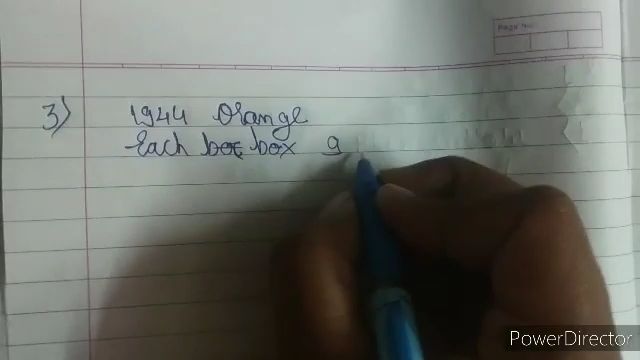 Page No.
3) 1944 Orange
Each box box 9
PowerDirector